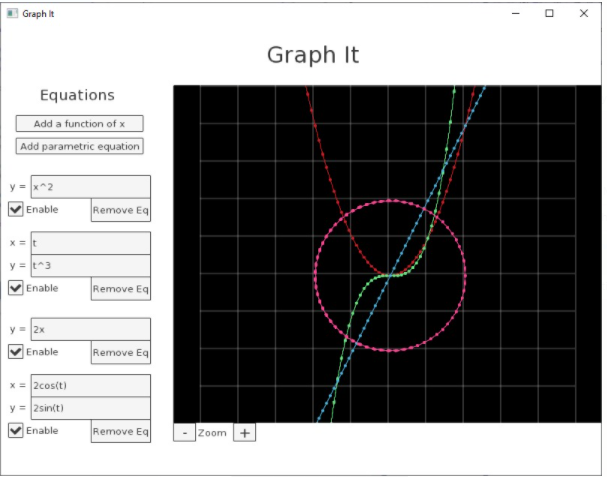 Graph It
Graph It
Equations
Add a function of x
Add parametric equation
y = x^2
Enable Remove Eq
x = t
y = t^3
Enable Remove Eq
y = 2x
Enable Remove Eq
x = 2cos(t)
y = 2sin(t)
Enable Remove Eq
- Zoom +